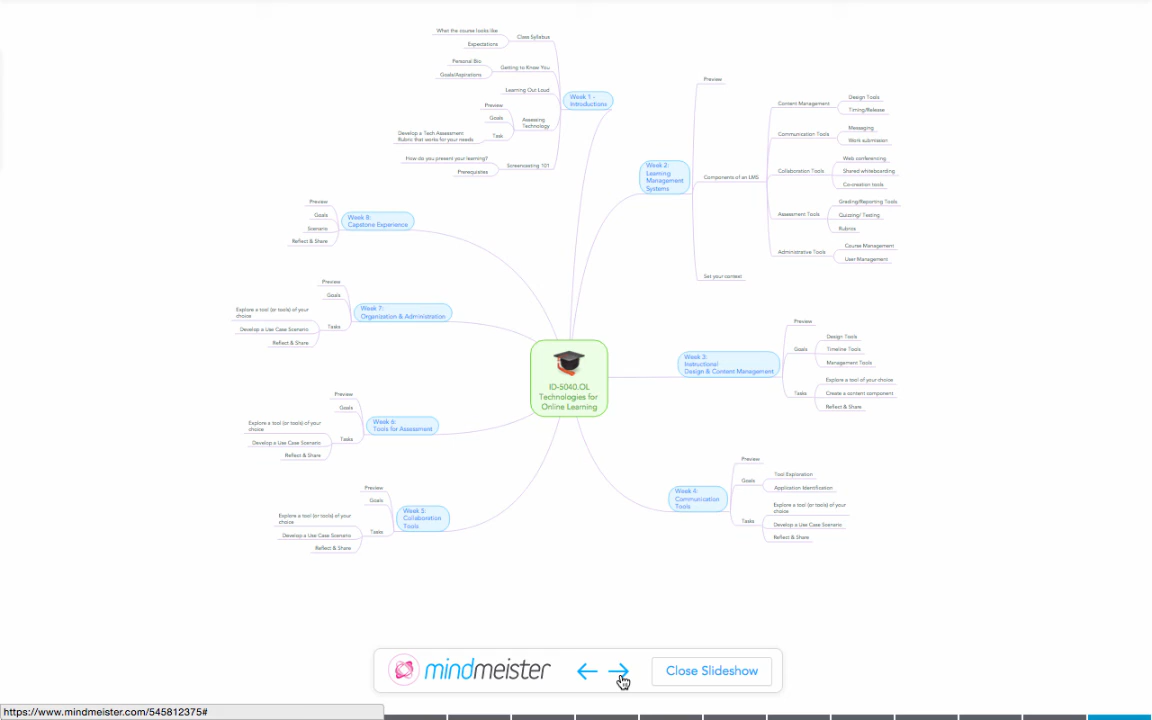 What the course looks like
Expectations
Class Syllabus
Personal Bio
Goals/Aspirations
Getting to Know You
Learning Out Loud
Preview
Goals
Develop a Tech Assessment
Rubric that works for your needs
Task
Assessing
Technology
How do you present your learning?
Prerequisites
Screencasting 101
Week 1 -
Introductions
Week 2:
Learning
Management
Systems
Preview
Components of an LMS
Content Management
Design Tools
Timing/Release
Communication Tools
Messaging
Work submission
Collaboration Tools
Web conferencing
Shared whiteboarding
Co-creation tools
Assessment Tools
Grading/Reporting Tools
Quizzing/ Testing
Rubrics
Administrative Tools
Course Management
User Management
Set your context
Week 3:
Instructional
Design & Content Management
Preview
Goals
Design Tools
Timeline Tools
Management Tools
Tasks
Explore a tool of your choice
Create a content component
Reflect & Share
Week 4:
Communication
Tools
Preview
Goals
Tool Exploration
Application Identification
Tasks
Explore a tool (or tools) of your
choice
Develop a Use Case Scenario
Reflect & Share
Week 5:
Collaboration
Tools
Preview
Goals
Tasks
Explore a tool (or tools) of your
choice
Develop a Use Case Scenario
Reflect & Share
Week 6:
Tools for Assessment
Preview
Goals
Tasks
Explore a tool (or tools) of your
choice
Develop a Use Case Scenario
Reflect & Share
Week 7:
Organization & Administration
Preview
Goals
Tasks
Explore a tool (or tools) of your
choice
Develop a Use Case Scenario
Reflect & Share
Week 8:
Capstone Experience
Preview
Goals
Scenario
Reflect & Share
ID-5040.OL
Technologies for
Online Learning
mindmeister
Close Slideshow
https://www.mindmeister.com/545812375#